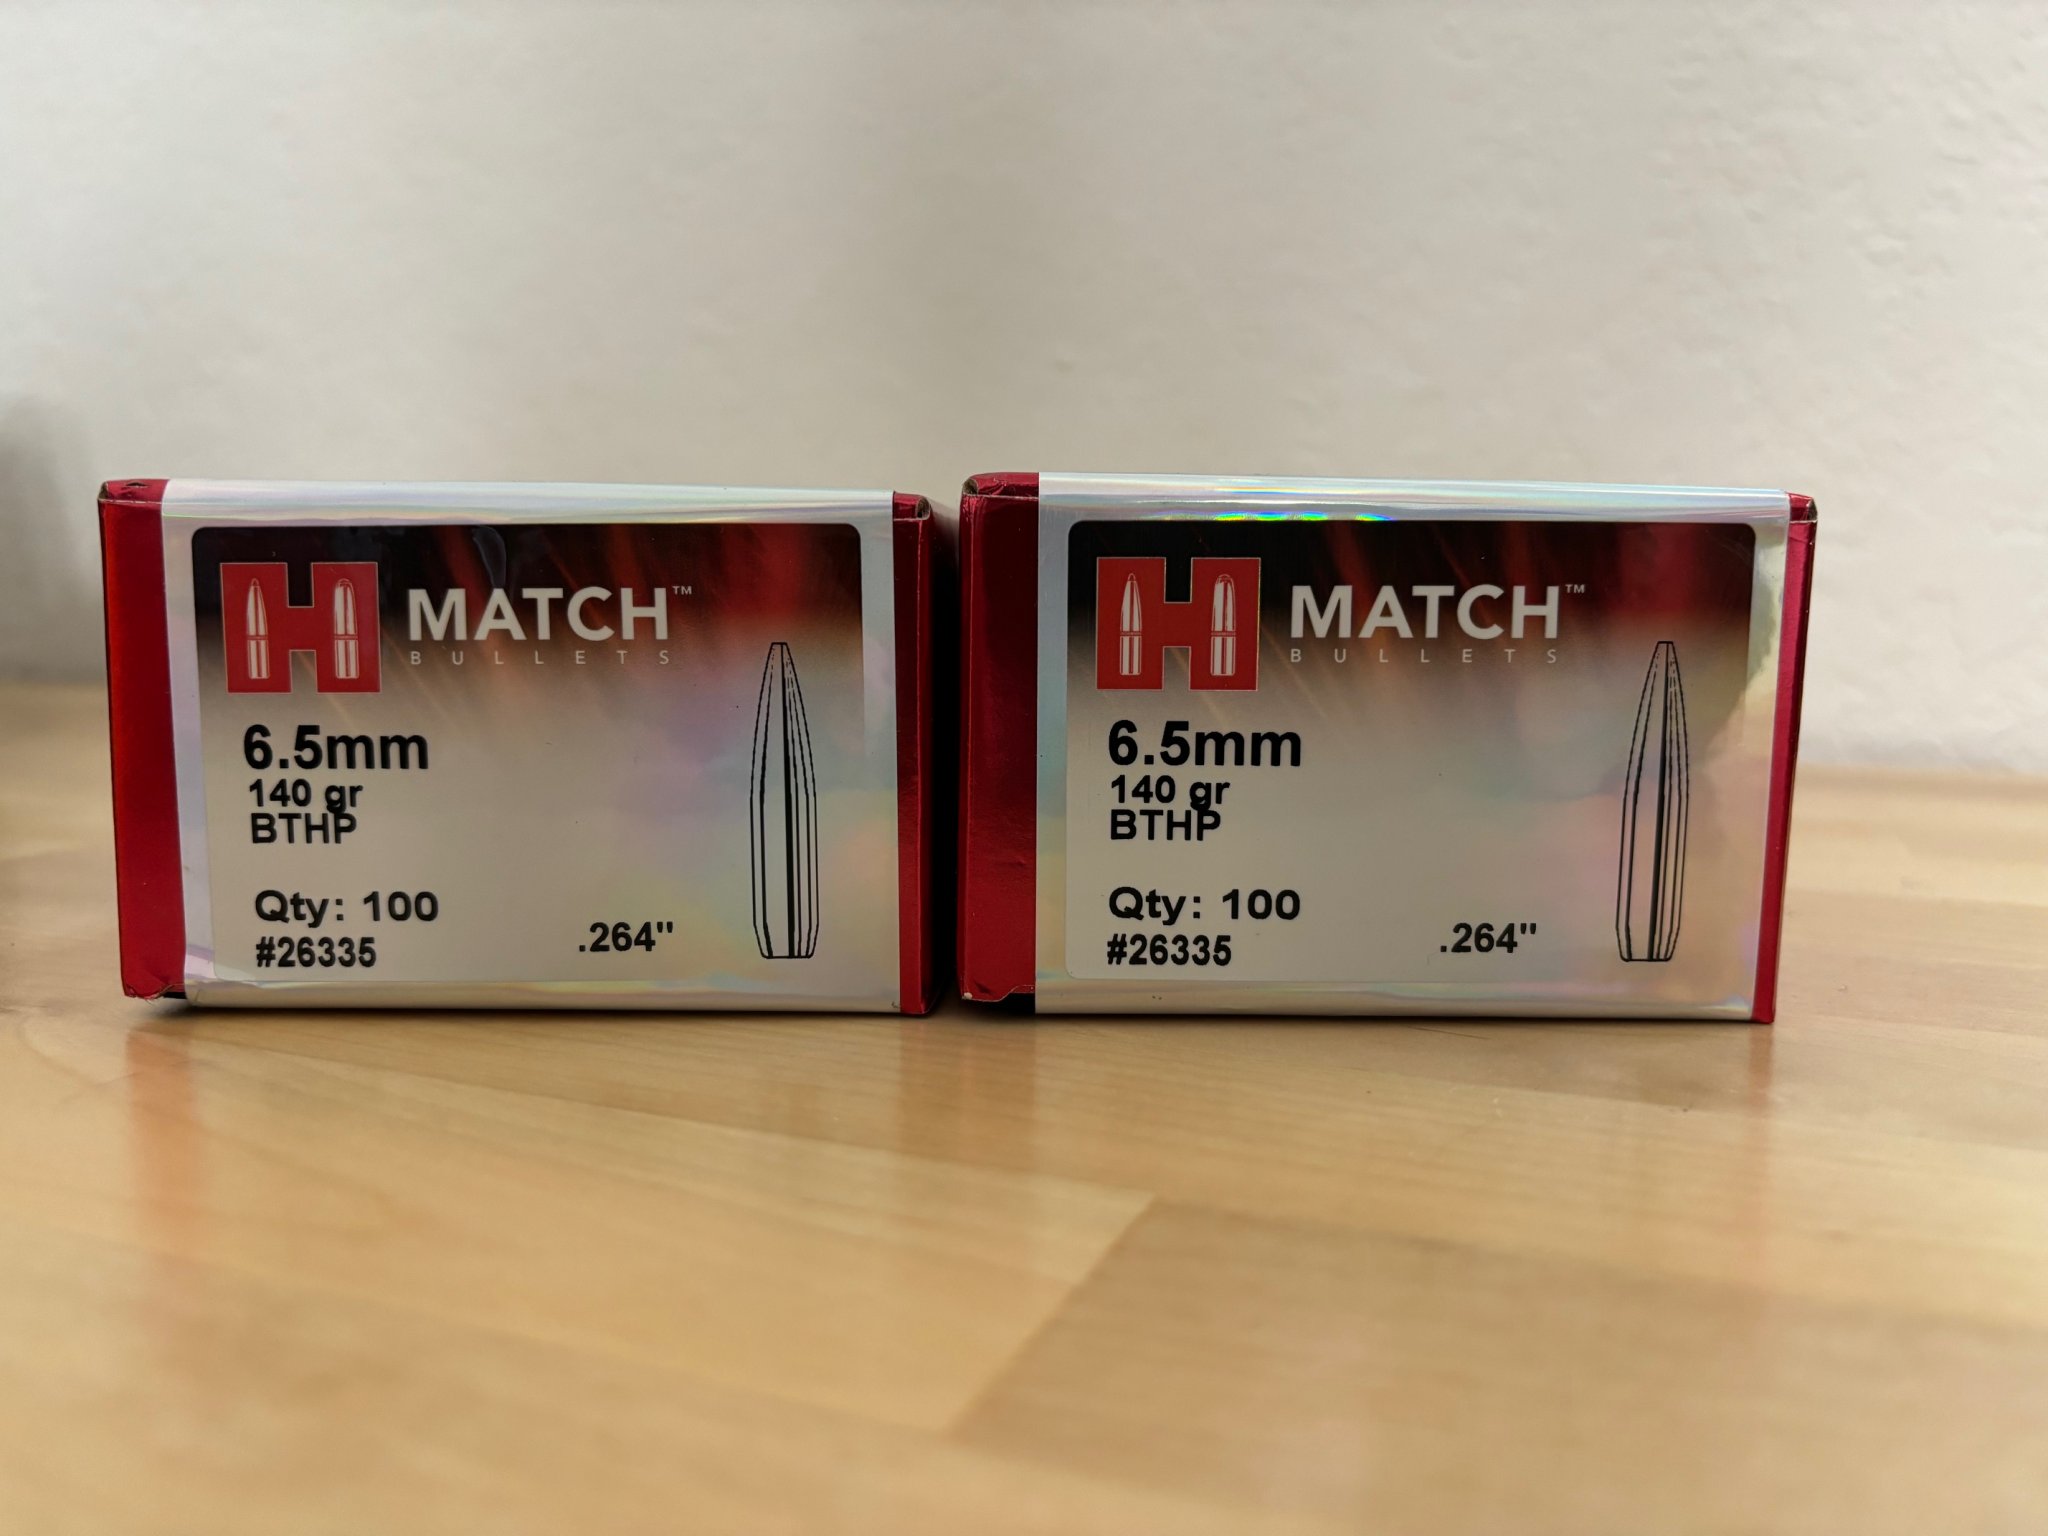 MATCH™
BULLETS
6.5mm
140 gr
BTHP
Qty: 100
#26335
.264"
MATCH™
BULLETS
6.5mm
140 gr
BTHP
Qty: 100
#26335
.264"